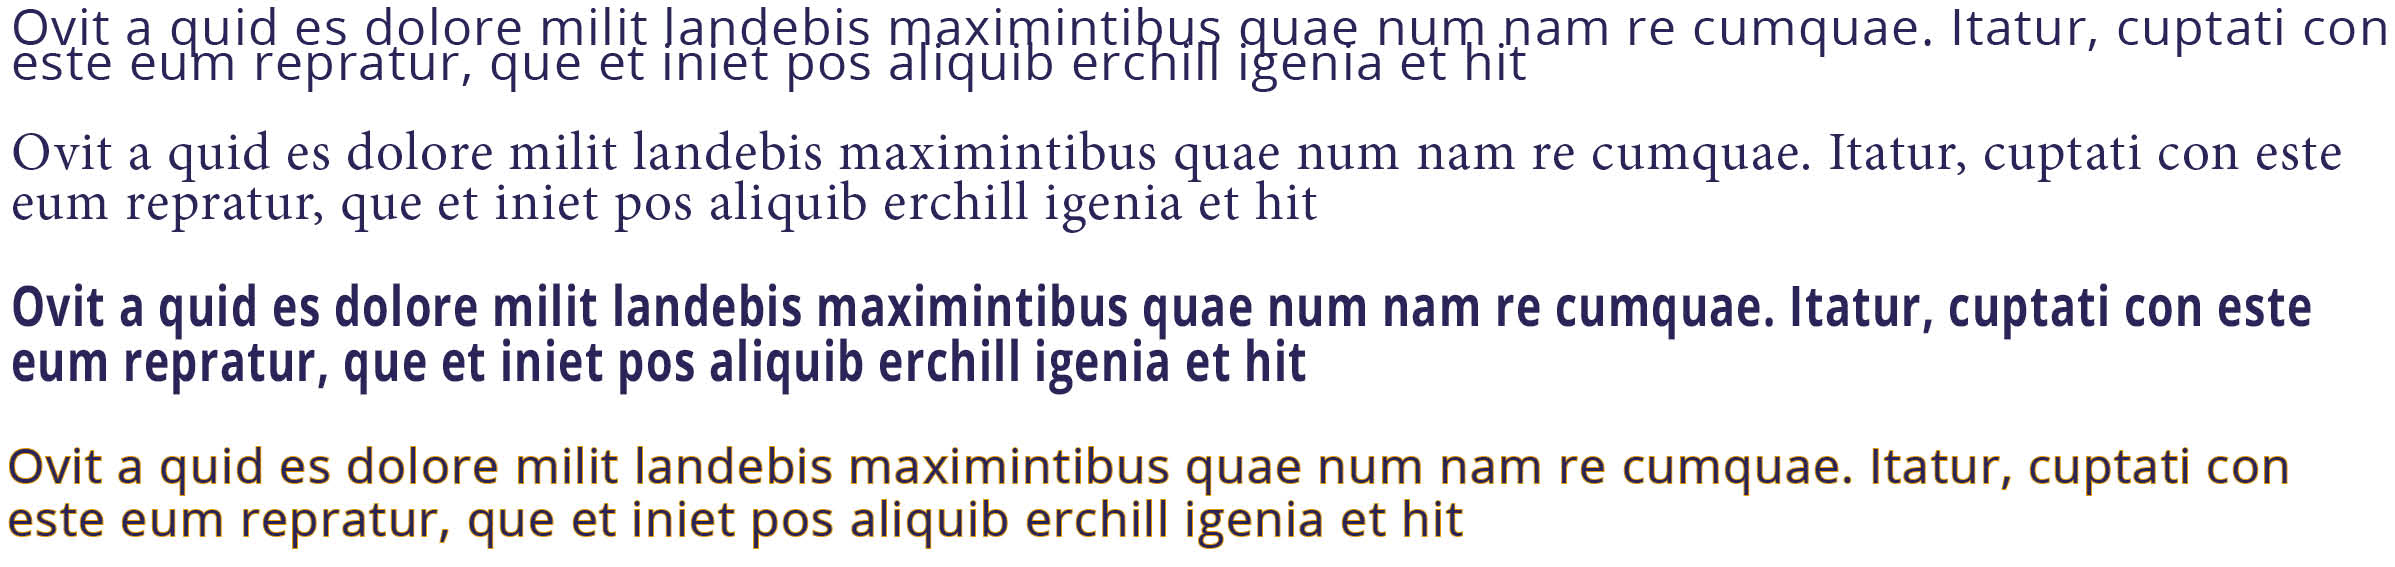 Ovit a quid es dolore milit landebis maximintibus quae num nam re cumquae. Itatur, cuptati con
este eum repratur, que et iniet pos aliquib erchill igenia et hit
Ovit a quid es dolore milit landebis maximintibus quae num nam re cumquae. Itatur, cuptati con este
eum repratur, que et iniet pos aliquib erchill igenia et hit
Ovit a quid es dolore milit landebis maximintibus quae num nam re cumquae. Itatur, cuptati con este
eum repratur, que et iniet pos aliquib erchill igenia et hit
Ovit a quid es dolore milit landebis maximintibus quae num nam re cumquae. Itatur, cuptati con
este eum repratur, que et iniet pos aliquib erchill igenia et hit